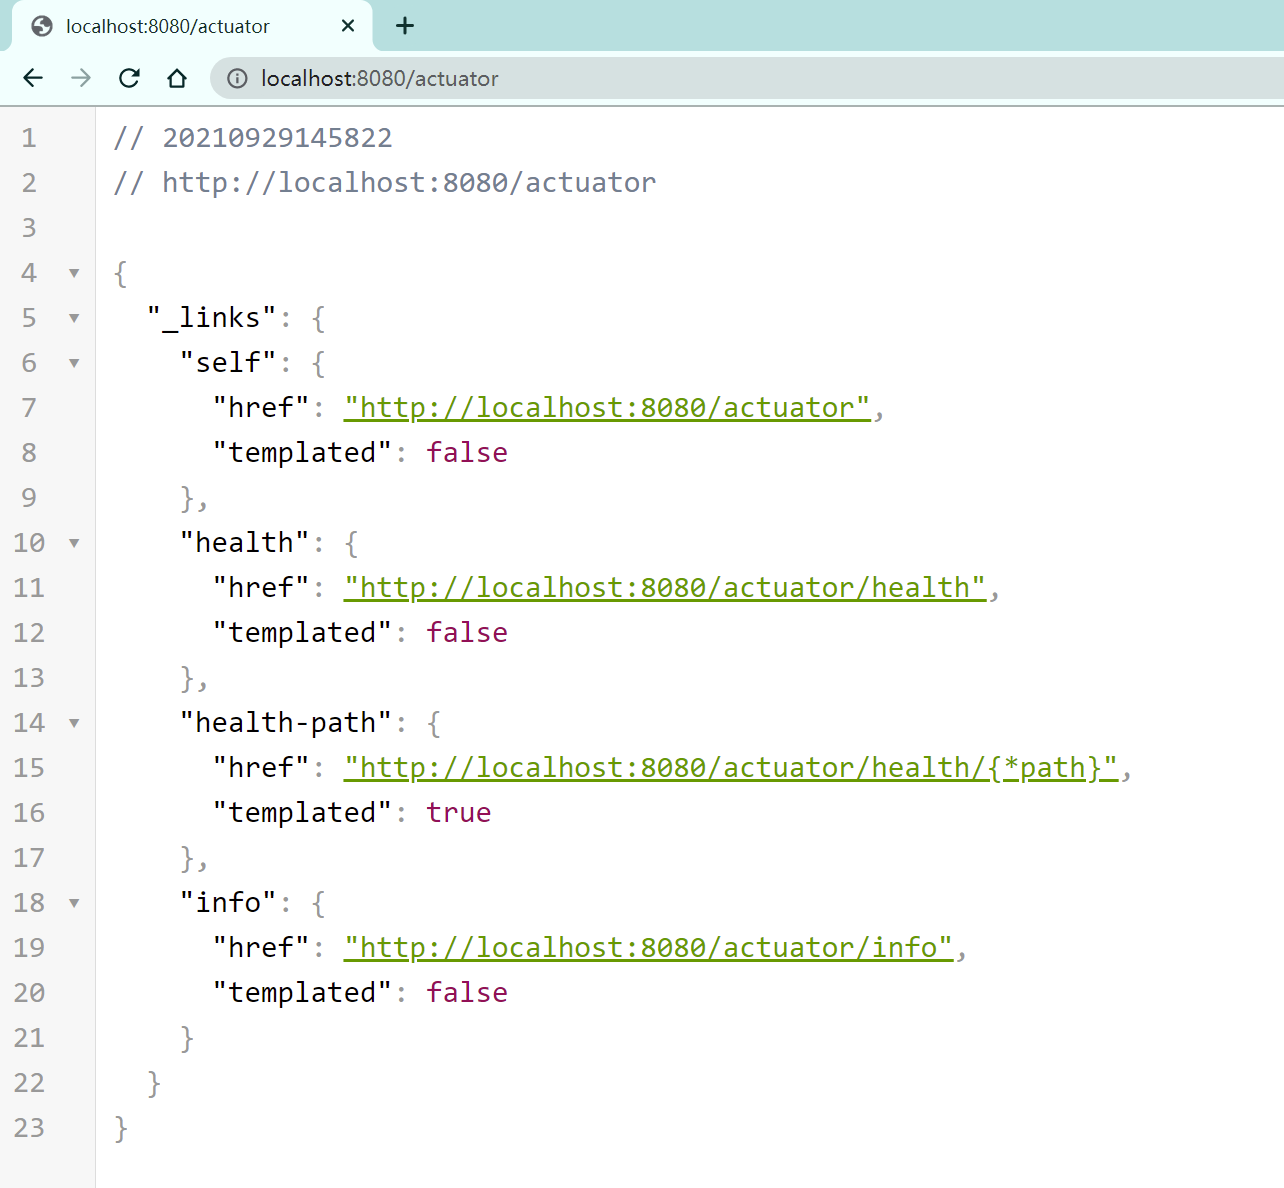 localhost:8080/actuator
localhost:8080/actuator
1 // 20210929145822
2 // http://localhost:8080/actuator
3
4 {
5 "_links": {
6 "self": {
7 "href": "http://localhost:8080/actuator",
8 "templated": false
9 },
10 "health": {
11 "href": "http://localhost:8080/actuator/health",
12 "templated": false
13 },
14 "health-path": {
15 "href": "http://localhost:8080/actuator/health/{*path}",
16 "templated": true
17 },
18 "info": {
19 "href": "http://localhost:8080/actuator/info",
20 "templated": false
21 }
22 }
23 }